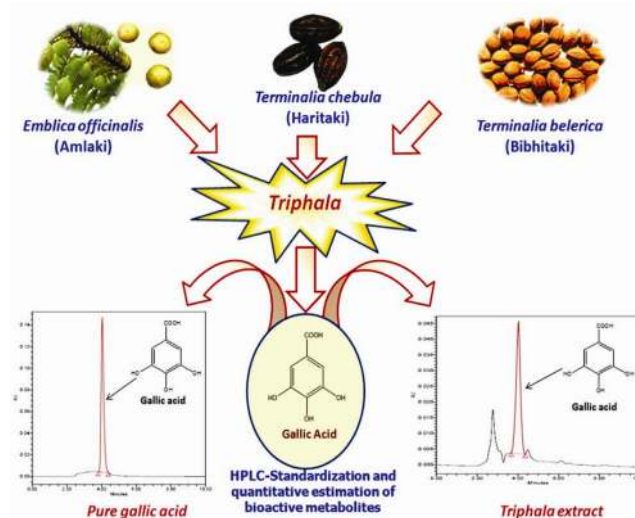 Emblica officinalis
(Amlaki)
Terminalia chebula
(Haritaki)
Terminalia belerica
(Bibhitaki)
Triphala
COOH
HO
OH
OH
Gallic acid
Pure gallic acid
COOH
HO
OH
OH
Gallic Acid
HPLC-Standardization and
quantitative estimation of
bioactive metabolites
COOH
HO
OH
OH
Gallic acid
Triphala extract